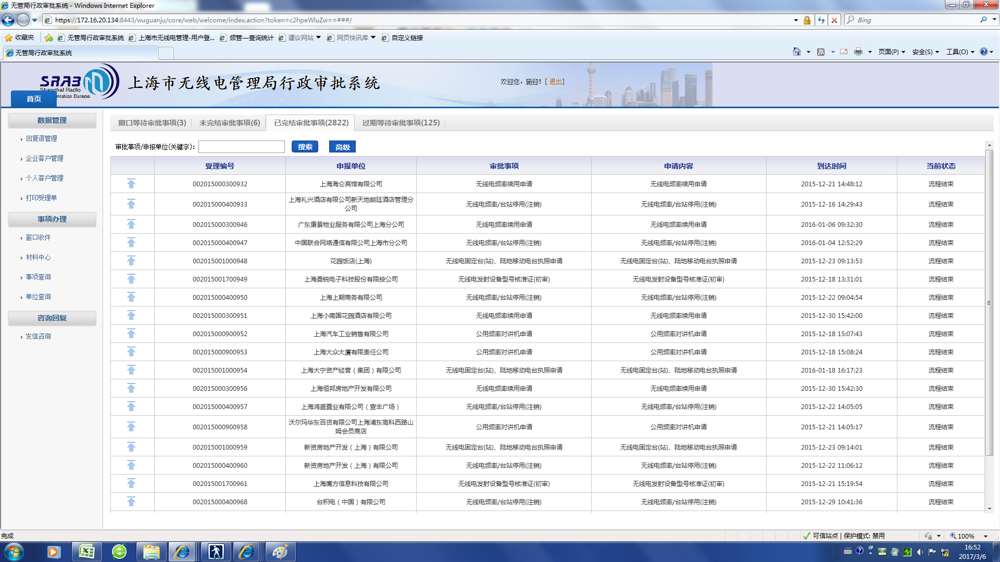 无管局行政审批系统 - Windows Internet Explorer
https://172.16.20.134:8443/wuguanju/core/web/welcome/index.action?token=c2hpeWluZw==###/
Bing
收藏夹 无管局行政审批系统 上海市无线电管理-用户登... 频管—查询统计 建议网站 网页快讯库 自定义链接
无管局行政审批系统
页面(P) 安全(S) 工具(O)
SRRB
Shanghai Radio
上海市无线电管理局行政审批系统
欢迎您，施迎! [ 退出]
首页
数据管理
回复语管理
企业客户管理
个人客户管理
打印受理单
事项办理
窗口收件
材料中心
事项查询
单位查询
咨询回复
发信咨询
窗口等待审批事项(3) 未完结审批事项(6) 已完结审批事项(2822) 过期等待审批事项(125)
审批事项/申报单位(关键字): 搜索 高级
受理编号 申报单位 审批事项 申请内容 到达时间 当前状态
002015000300932 上海海仑宾馆有限公司 无线电频率续用申请 无线电频率续用申请 2015-12-21 14:48:12 流程结束
002015000400933 上海礼兴酒店有限公司新天地朗廷酒店管理分公司 无线电频率/台站停用(注销) 无线电频率/台站停用(注销) 2015-12-16 14:29:43 流程结束
002015000300946 广东康景物业服务有限公司上海分公司 无线电频率续用申请 无线电频率续用申请 2016-01-06 09:32:30 流程结束
002015000400947 中国联合网络通信有限公司上海市分公司 无线电频率/台站停用(注销) 无线电频率/台站停用(注销) 2016-01-04 12:52:29 流程结束
002015001000948 花园饭店(上海) 无线电固定台(站)、陆地移动电台执照申请 无线电固定台(站)、陆地移动电台执照申请 2015-12-23 09:13:53 流程结束
002015001700949 上海桑锐电子科技股份有限按公司 无线电发射设备型号核准证(初审) 无线电发射设备型号核准证(初审) 2015-12-18 13:31:01 流程结束
002015000400950 上海上期商务有限公司 无线电频率/台站停用(注销) 无线电频率/台站停用(注销) 2015-12-22 09:04:54 流程结束
002015000300951 上海小南国花园酒店有限公司 无线电频率续用申请 无线电频率续用申请 2015-12-30 15:42:00 流程结束
002015000900952 上海汽车工业销售有限公司 公用频率对讲机申请 公用频率对讲机申请 2015-12-18 15:07:43 流程结束
002015000900953 上海大众大厦有限责任公司 公用频率对讲机申请 公用频率对讲机申请 2015-12-18 15:08:24 流程结束
002015001000954 上海大宁资产经营（集团）有限公司 无线电固定台(站)、陆地移动电台执照申请 无线电固定台(站)、陆地移动电台执照申请 2016-01-18 16:17:23 流程结束
002015000300956 上海恒邦房地产开发有限公司 无线电频率续用申请 无线电频率续用申请 2015-12-30 15:42:30 流程结束
002015000400957 上海鸿盛置业有限公司（壹丰广场） 无线电频率/台站停用(注销) 无线电频率/台站停用(注销) 2015-12-22 14:05:05 流程结束
002015000900958 沃尔玛华东百货有限公司上海浦东高科西路山姆会员商店 公用频率对讲机申请 公用频率对讲机申请 2015-12-21 14:05:17 流程结束
002015001000959 新资房地产开发（上海）有限公司 无线电固定台(站)、陆地移动电台执照申请 无线电固定台(站)、陆地移动电台执照申请 2015-12-23 09:14:01 流程结束
002015000400960 新资房地产开发（上海）有限公司 无线电频率/台站停用(注销) 无线电频率/台站停用(注销) 2015-12-22 11:06:12 流程结束
002015001700961 上海鹰方信息科技有限公司 无线电发射设备型号核准证(初审) 无线电发射设备型号核准证(初审) 2015-12-21 15:19:54 流程结束
002015000400968 台积电（中国）有限公司 无线电频率/台站停用(注销) 无线电频率/台站停用(注销) 2015-12-29 10:41:36 流程结束
完成
可信站点 | 保护模式: 禁用
100%
16:52
2017/3/6